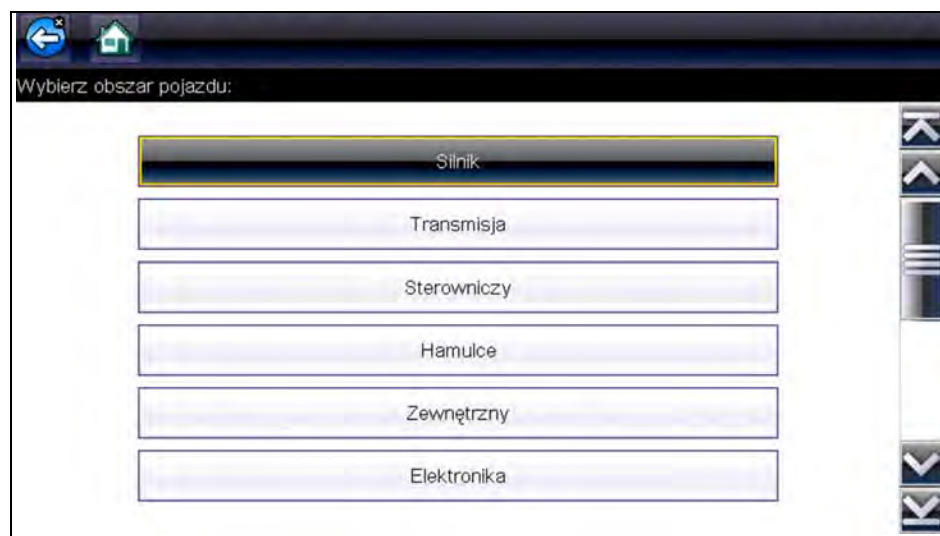 Wybierz obszar pojazdu:
Silnik
Transmisja
Sterowniczy
Hamulce
Zewnętrzny
Elektronika